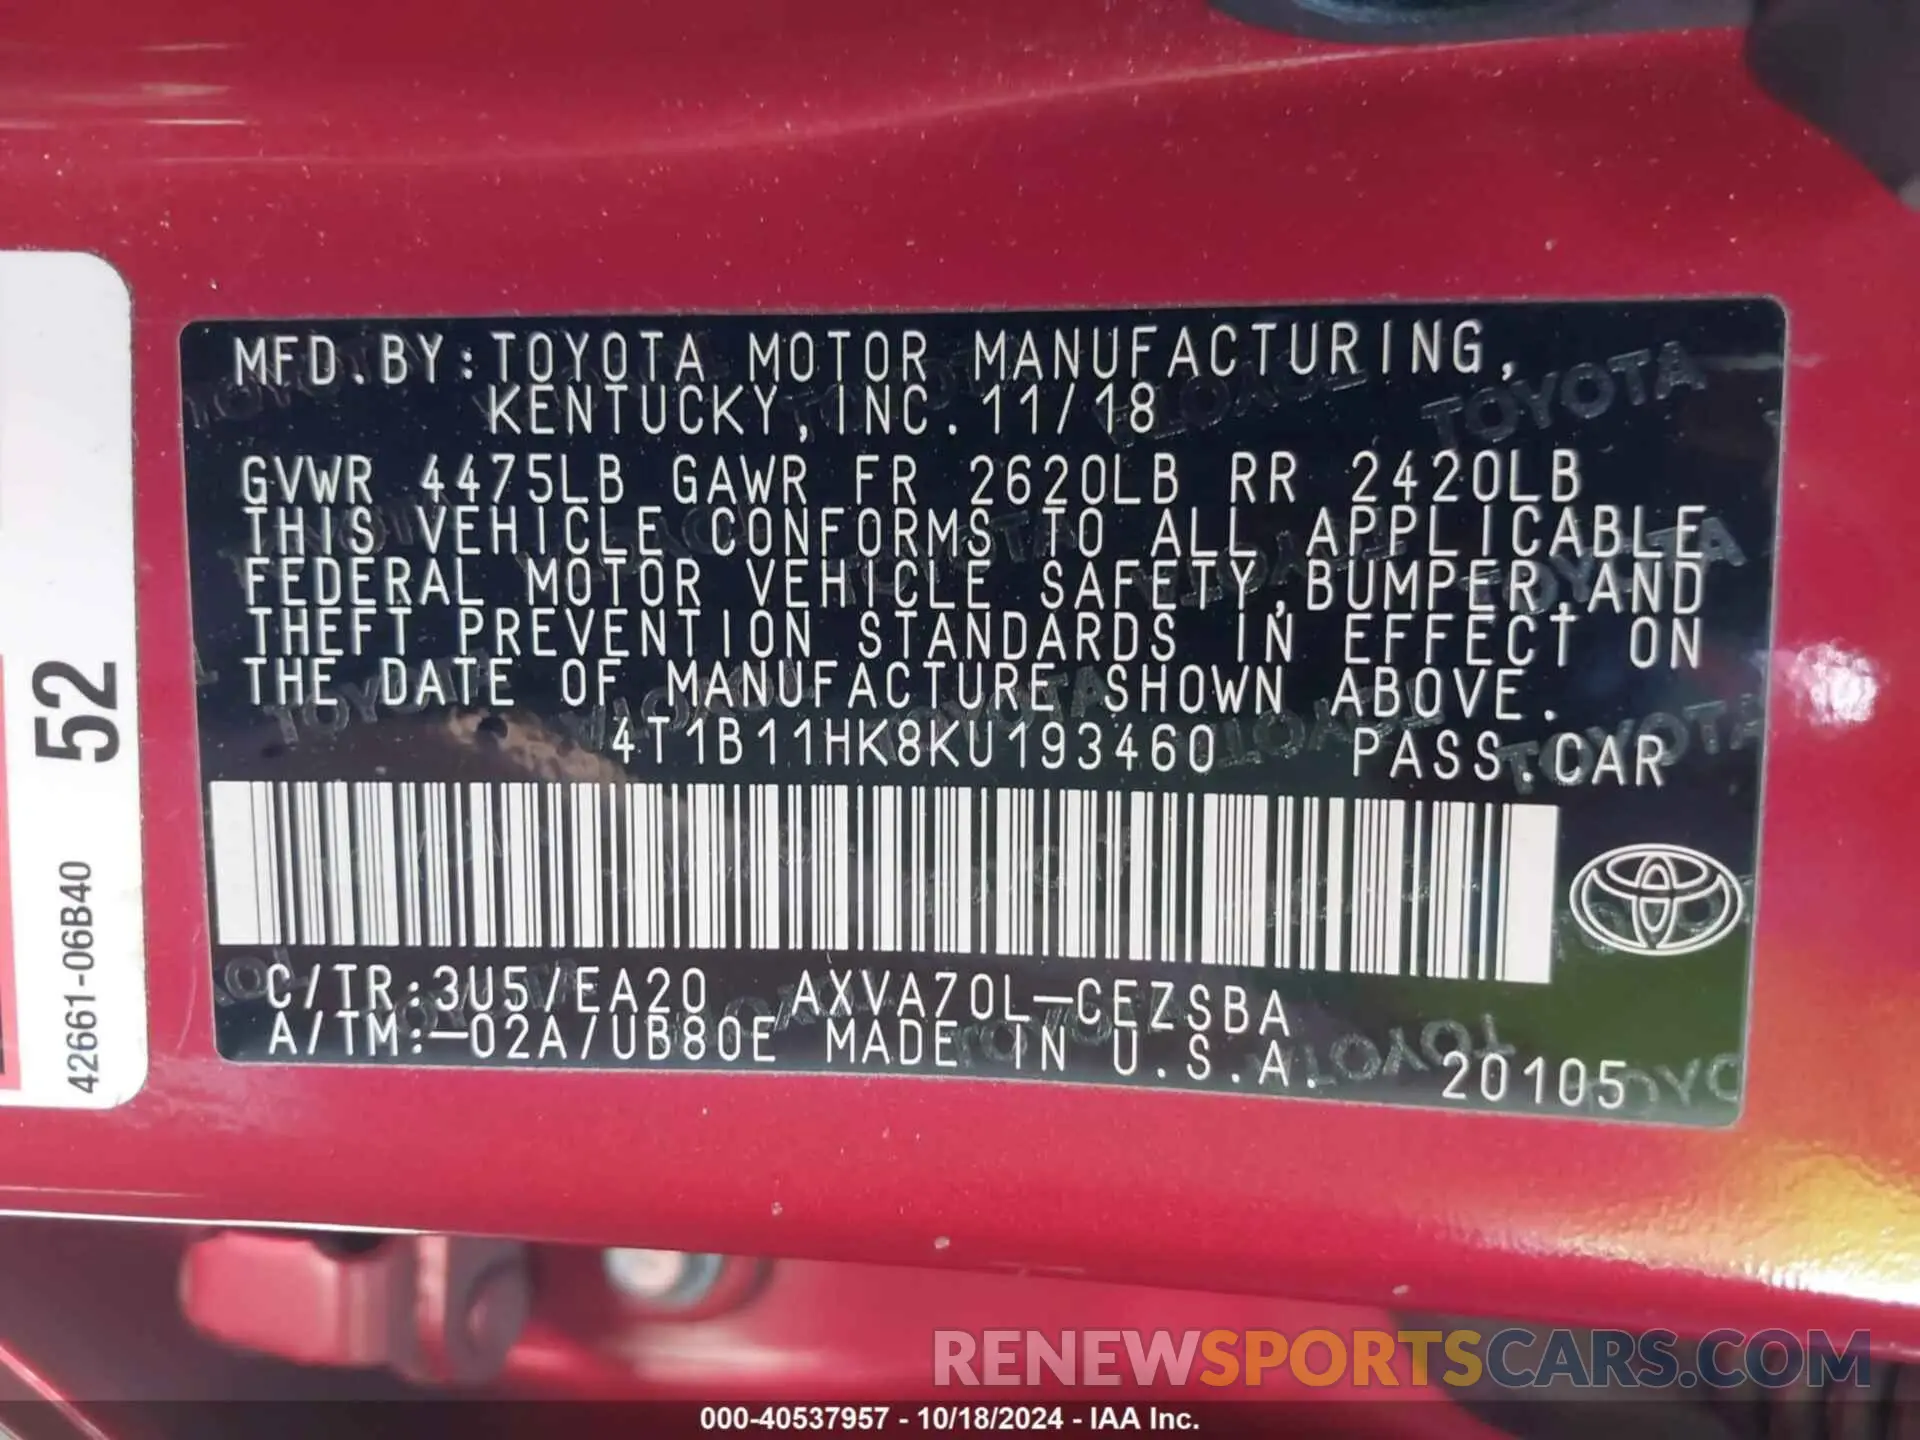 MFD.BY:TOYOTA MOTOR MANUFACTURING,
KENTUCKY,INC.11/18
GVWR 4475LB GAWR FR 2620LB RR 2420LB
THIS VEHICLE CONFORMS TO ALL APPLICABLE
FEDERAL MOTOR VEHICLE SAFETY,BUMPER,AND
THEFT PREVENTION STANDARDS IN EFFECT ON
THE DATE OF MANUFACTURE SHOWN ABOVE.
4T1B11HK8KU193460 PASS.CAR
C/TR:3U5/EA20 AXVA70L-CEZSBA
A/TM:-02A/UB80E MADE IN U.S.A. 20105
52
42661-06B40
RENEWSPORTSCARS.COM
000-40537957 - 10/18/2024 - IAA Inc.